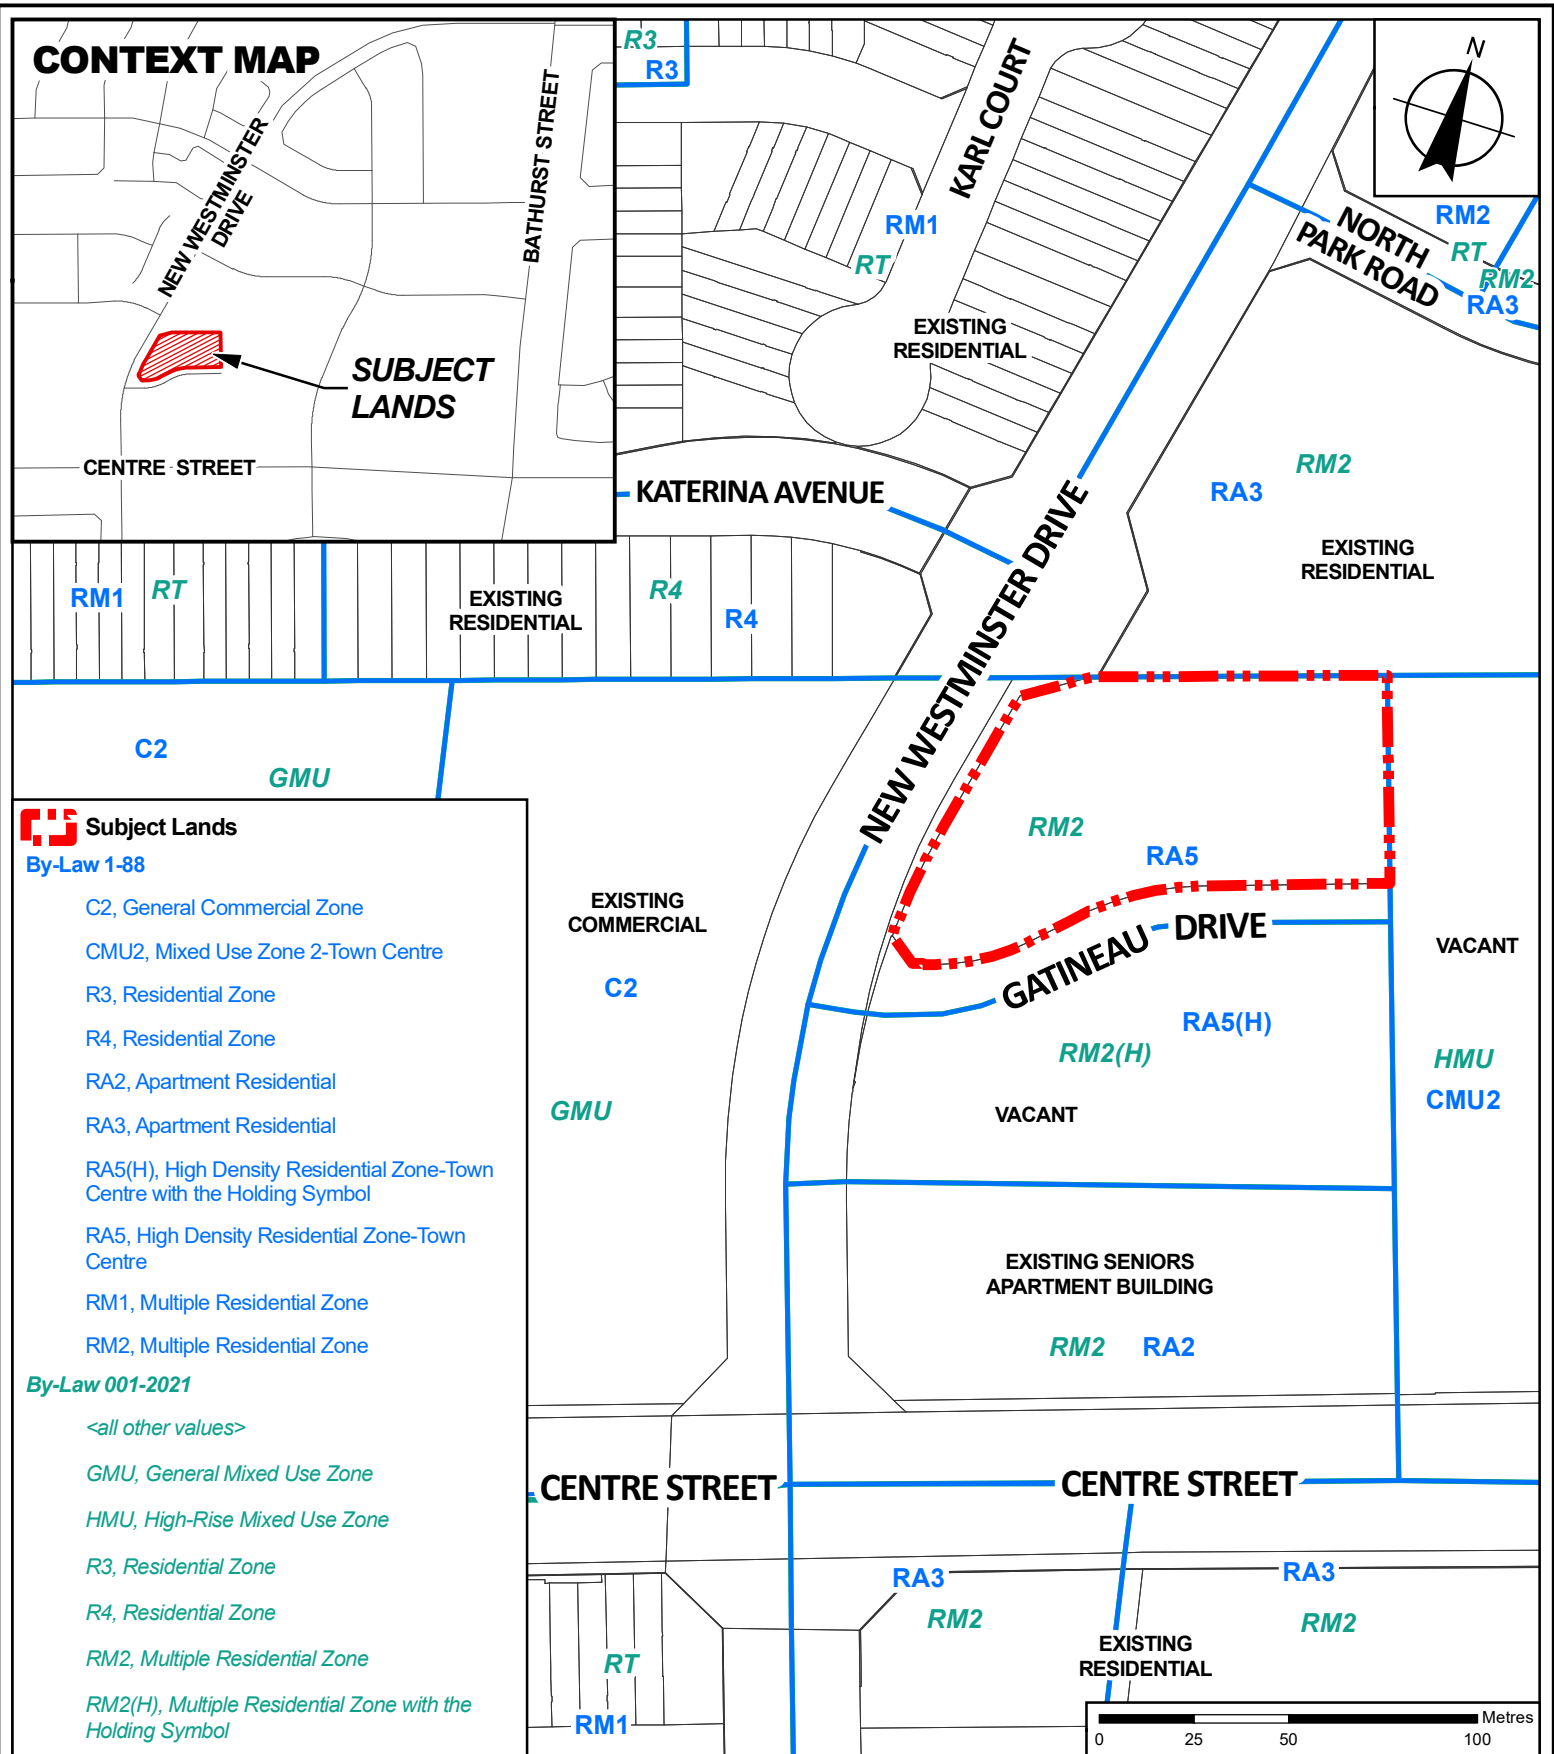 CONTEXT MAP
NEW WESTMINSTER
DRIVE
BATHURST STREET
SUBJECT
LANDS
CENTRE STREET
R3
R3
KARL COURT
N
RM1
RT
EXISTING
RESIDENTIAL
NORTH
PARK ROAD
RM2
RT
RM2
RA3
KATERINA AVENUE
RM2
RA3
EXISTING
RESIDENTIAL
RM1
RT
EXISTING
RESIDENTIAL
R4
R4
NEW WESTMINSTER DRIVE
C2
GMU
RM2
RA5
EXISTING
COMMERCIAL
C2
GMU
GATINEAU DRIVE
VACANT
RA5(H)
RM2(H)
VACANT
HMU
CMU2
EXISTING SENIORS
APARTMENT BUILDING
RM2
RA2
CENTRE STREET
CENTRE STREET
RA3
RM2
RA3
RM2
EXISTING
RESIDENTIAL
RT
RM1
Subject Lands
By-Law 1-88
C2, General Commercial Zone
CMU2, Mixed Use Zone 2-Town Centre
R3, Residential Zone
R4, Residential Zone
RA2, Apartment Residential
RA3, Apartment Residential
RA5(H), High Density Residential Zone-Town
Centre with the Holding Symbol
RA5, High Density Residential Zone-Town
Centre
RM1, Multiple Residential Zone
RM2, Multiple Residential Zone
By-Law 001-2021
<all other values>
GMU, General Mixed Use Zone
HMU, High-Rise Mixed Use Zone
R3, Residential Zone
R4, Residential Zone
RM2, Multiple Residential Zone
RM2(H), Multiple Residential Zone with the
Holding Symbol
Metres
0 25 50 100